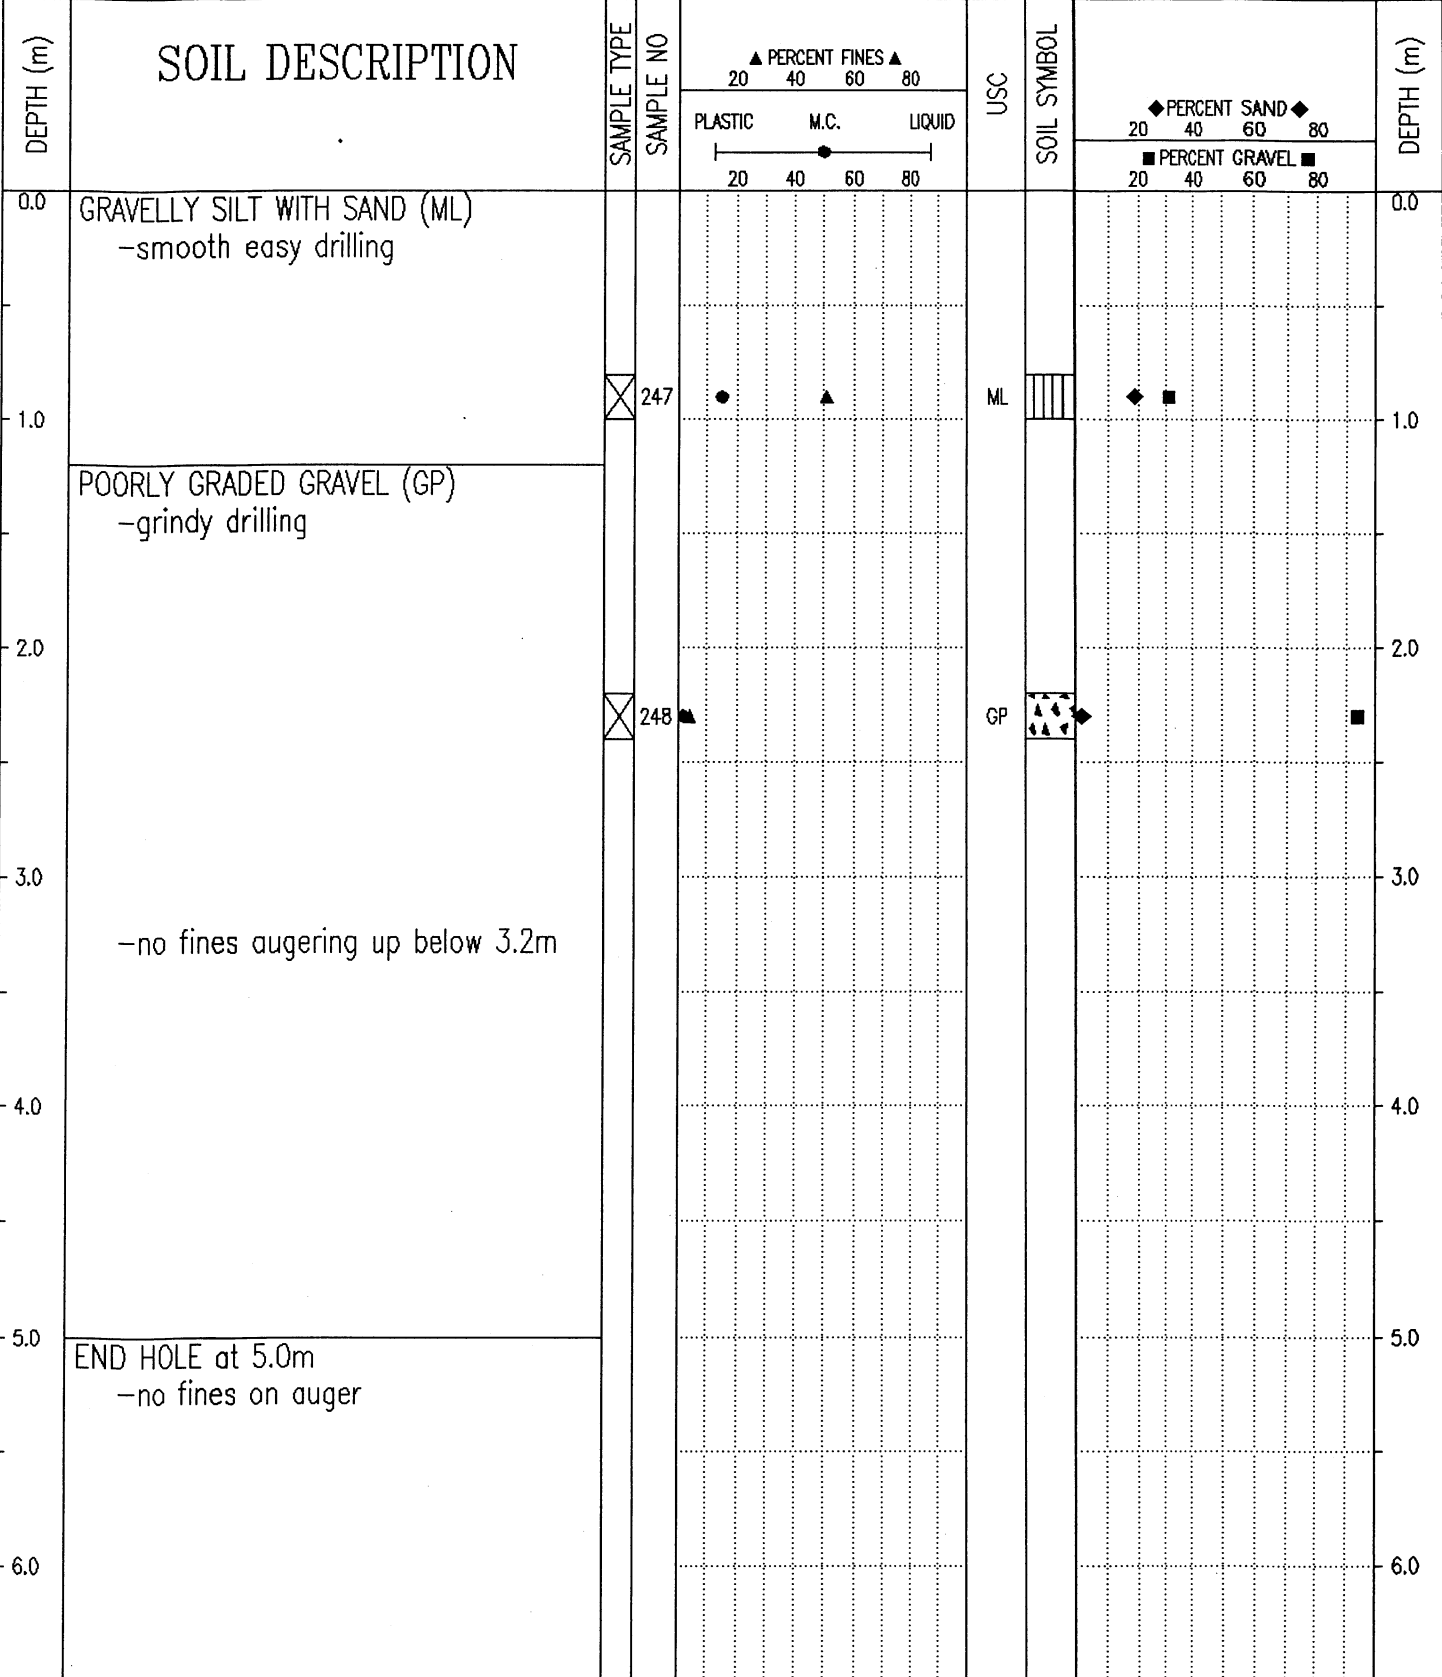 DEPTH (m)
SOIL DESCRIPTION
SAMPLE TYPE
SAMPLE NO
▲ PERCENT FINES ▲
20 40 60 80
PLASTIC M.C. LIQUID
20 40 60 80
USC
SOIL SYMBOL
◆ PERCENT SAND ◆
20 40 60 80
■ PERCENT GRAVEL ■
20 40 60 80
DEPTH (m)
0.0 GRAVELLY SILT WITH SAND (ML) 0.0
-smooth easy drilling
247 ML
1.0 1.0
POORLY GRADED GRAVEL (GP)
-grindy drilling
2.0 2.0
248 GP
3.0 3.0
-no fines augering up below 3.2m
4.0 4.0
5.0 5.0
END HOLE at 5.0m
-no fines on auger
6.0 6.0